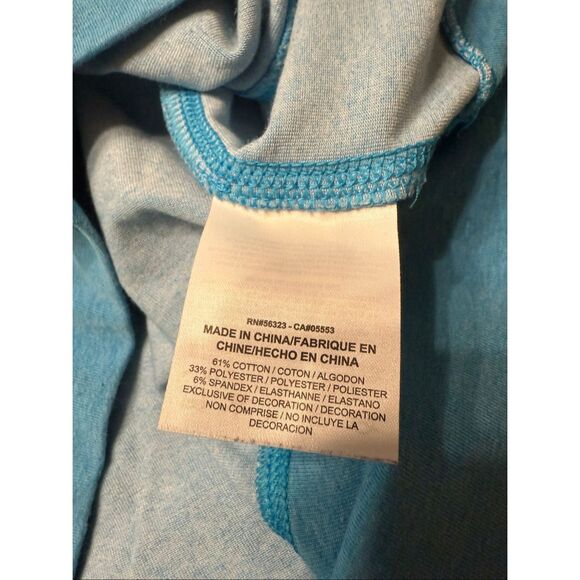 RN#56323 - CA#05553
MADE IN CHINA/FABRIQUE EN
CHINE/HECHO EN CHINA
61% COTTON / COTON / ALGODON
33% POLYESTER / POLYESTER / POLIESTER
6% SPANDEX / ELASTHANNE / ELASTANO
EXCLUSIVE OF DECORATION / DECORATION
NON COMPRISE / NO INCLUYE LA
DECORACION